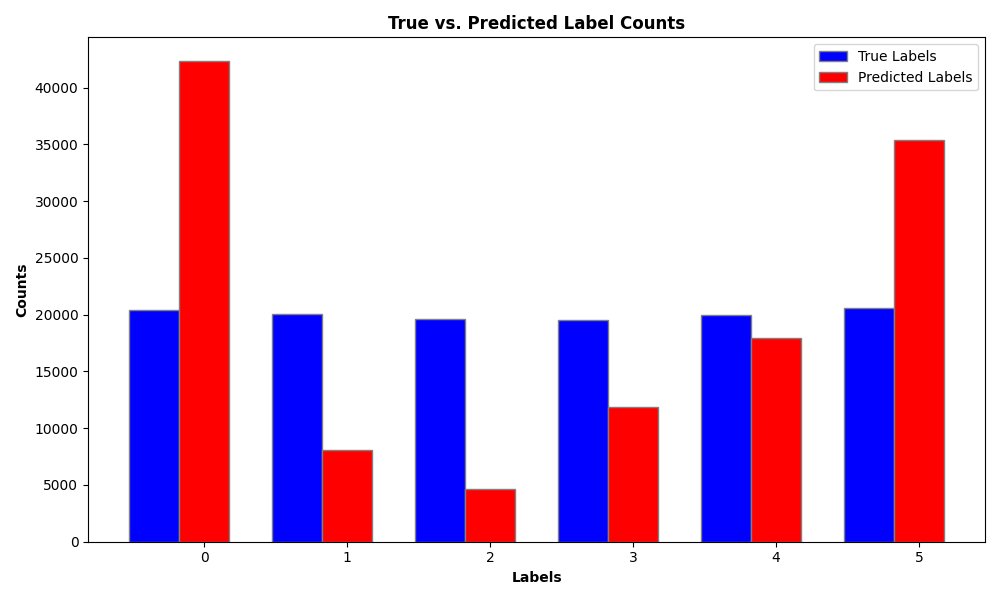 True vs. Predicted Label Counts
True Labels
Predicted Labels
40000
35000
30000
25000
20000
15000
10000
5000
0
Counts
0 1 2 3 4 5
Labels